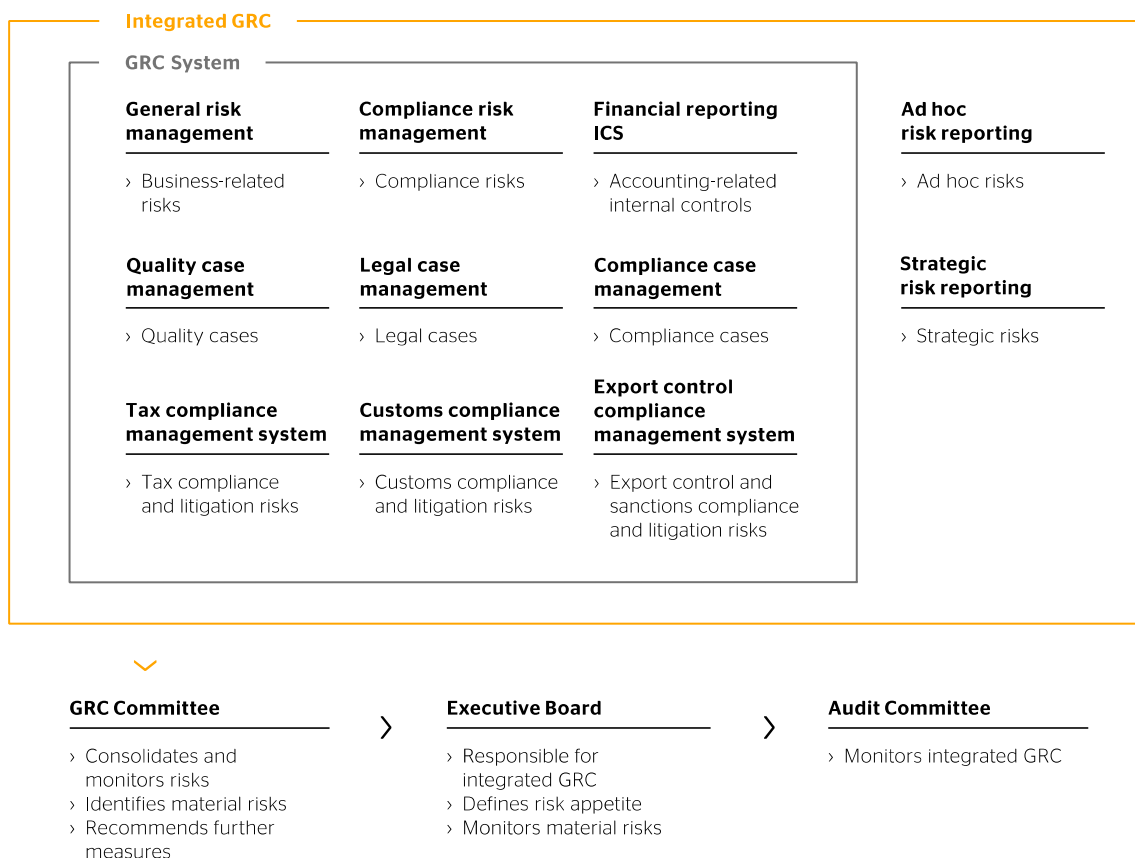 Integrated GRC
GRC System
General risk
management
› Business-related
risks
Compliance risk
management
› Compliance risks
Financial reporting
ICS
› Accounting-related
internal controls
Ad hoc
risk reporting
› Ad hoc risks
Quality case
management
› Quality cases
Legal case
management
› Legal cases
Compliance case
management
› Compliance cases
Strategic
risk reporting
› Strategic risks
Tax compliance
management system
› Tax compliance
and litigation risks
Customs compliance
management system
› Customs compliance
and litigation risks
Export control
compliance
management system
› Export control and
sanctions compliance
and litigation risks
GRC Committee
› Consolidates and
monitors risks
› Identifies material risks
› Recommends further
measures
Executive Board
› Responsible for
integrated GRC
› Defines risk appetite
› Monitors material risks
Audit Committee
› Monitors integrated GRC